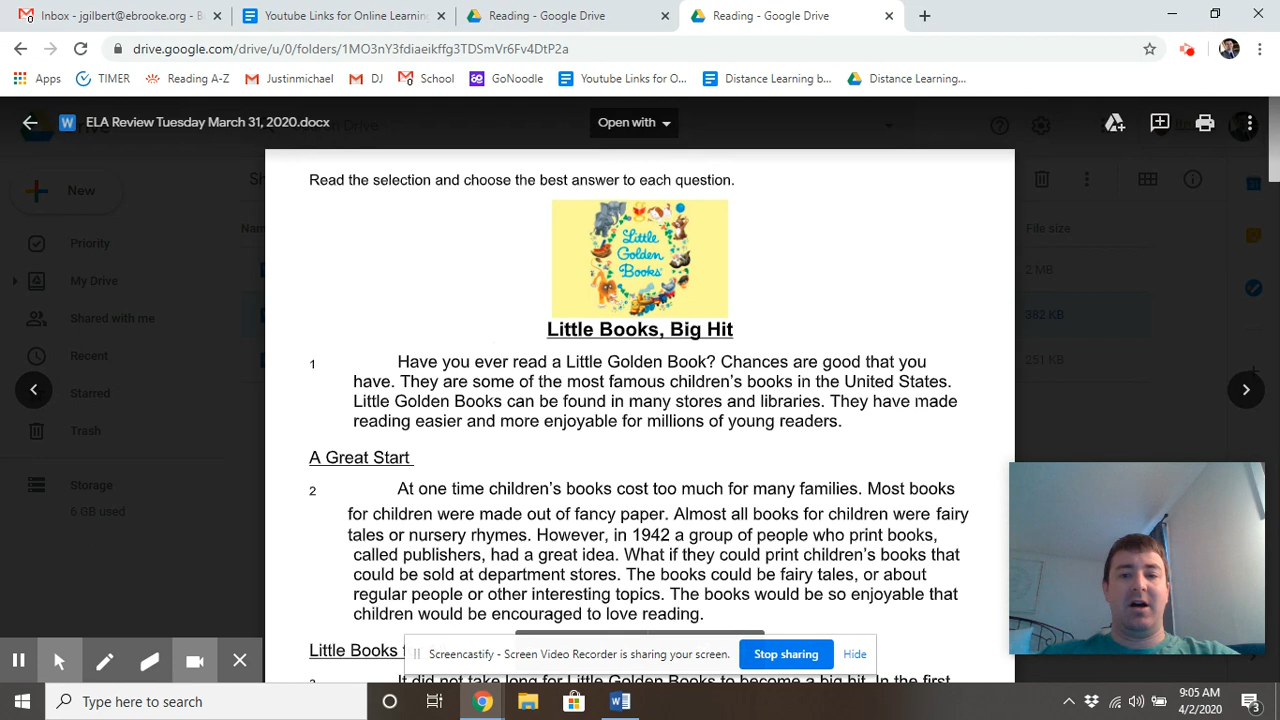 jgilbert@ebrooke.org - B
Youtube Links for Online Learning
Reading - Google Drive
Reading - Google Drive
drive.google.com/drive/u/0/folders/1MO3nY3fdiaeikffg3TDSmVr6Fv4DtP2a
Apps TIMER Reading A-Z Justinmichael DJ School GoNoodle Youtube Links for O... Distance Learning b... Distance Learning...
ELA Review Tuesday March 31, 2020.docx
Open with
New
Priority
My Drive
Shared with me
Recent
Starred
Trash
Storage
6 GB used
File size
2 MB
382 KB
251 KB
Read the selection and choose the best answer to each question.
Little
Golden
Books
Little Books, Big Hit
1 Have you ever read a Little Golden Book? Chances are good that you
have. They are some of the most famous children's books in the United States.
Little Golden Books can be found in many stores and libraries. They have made
reading easier and more enjoyable for millions of young readers.
A Great Start
2 At one time children's books cost too much for many families. Most books
for children were made out of fancy paper. Almost all books for children were fairy
tales or nursery rhymes. However, in 1942 a group of people who print books,
called publishers, had a great idea. What if they could print children's books that
could be sold at department stores. The books could be fairy tales, or about
regular people or other interesting topics. The books would be so enjoyable that
children would be encouraged to love reading.
Little Books
It did not take long for Little Golden Books to become a big hit. In the first
Screencastify - Screen Video Recorder is sharing your screen.
Stop sharing
Hide
Type here to search
9:05 AM
4/2/2020
3